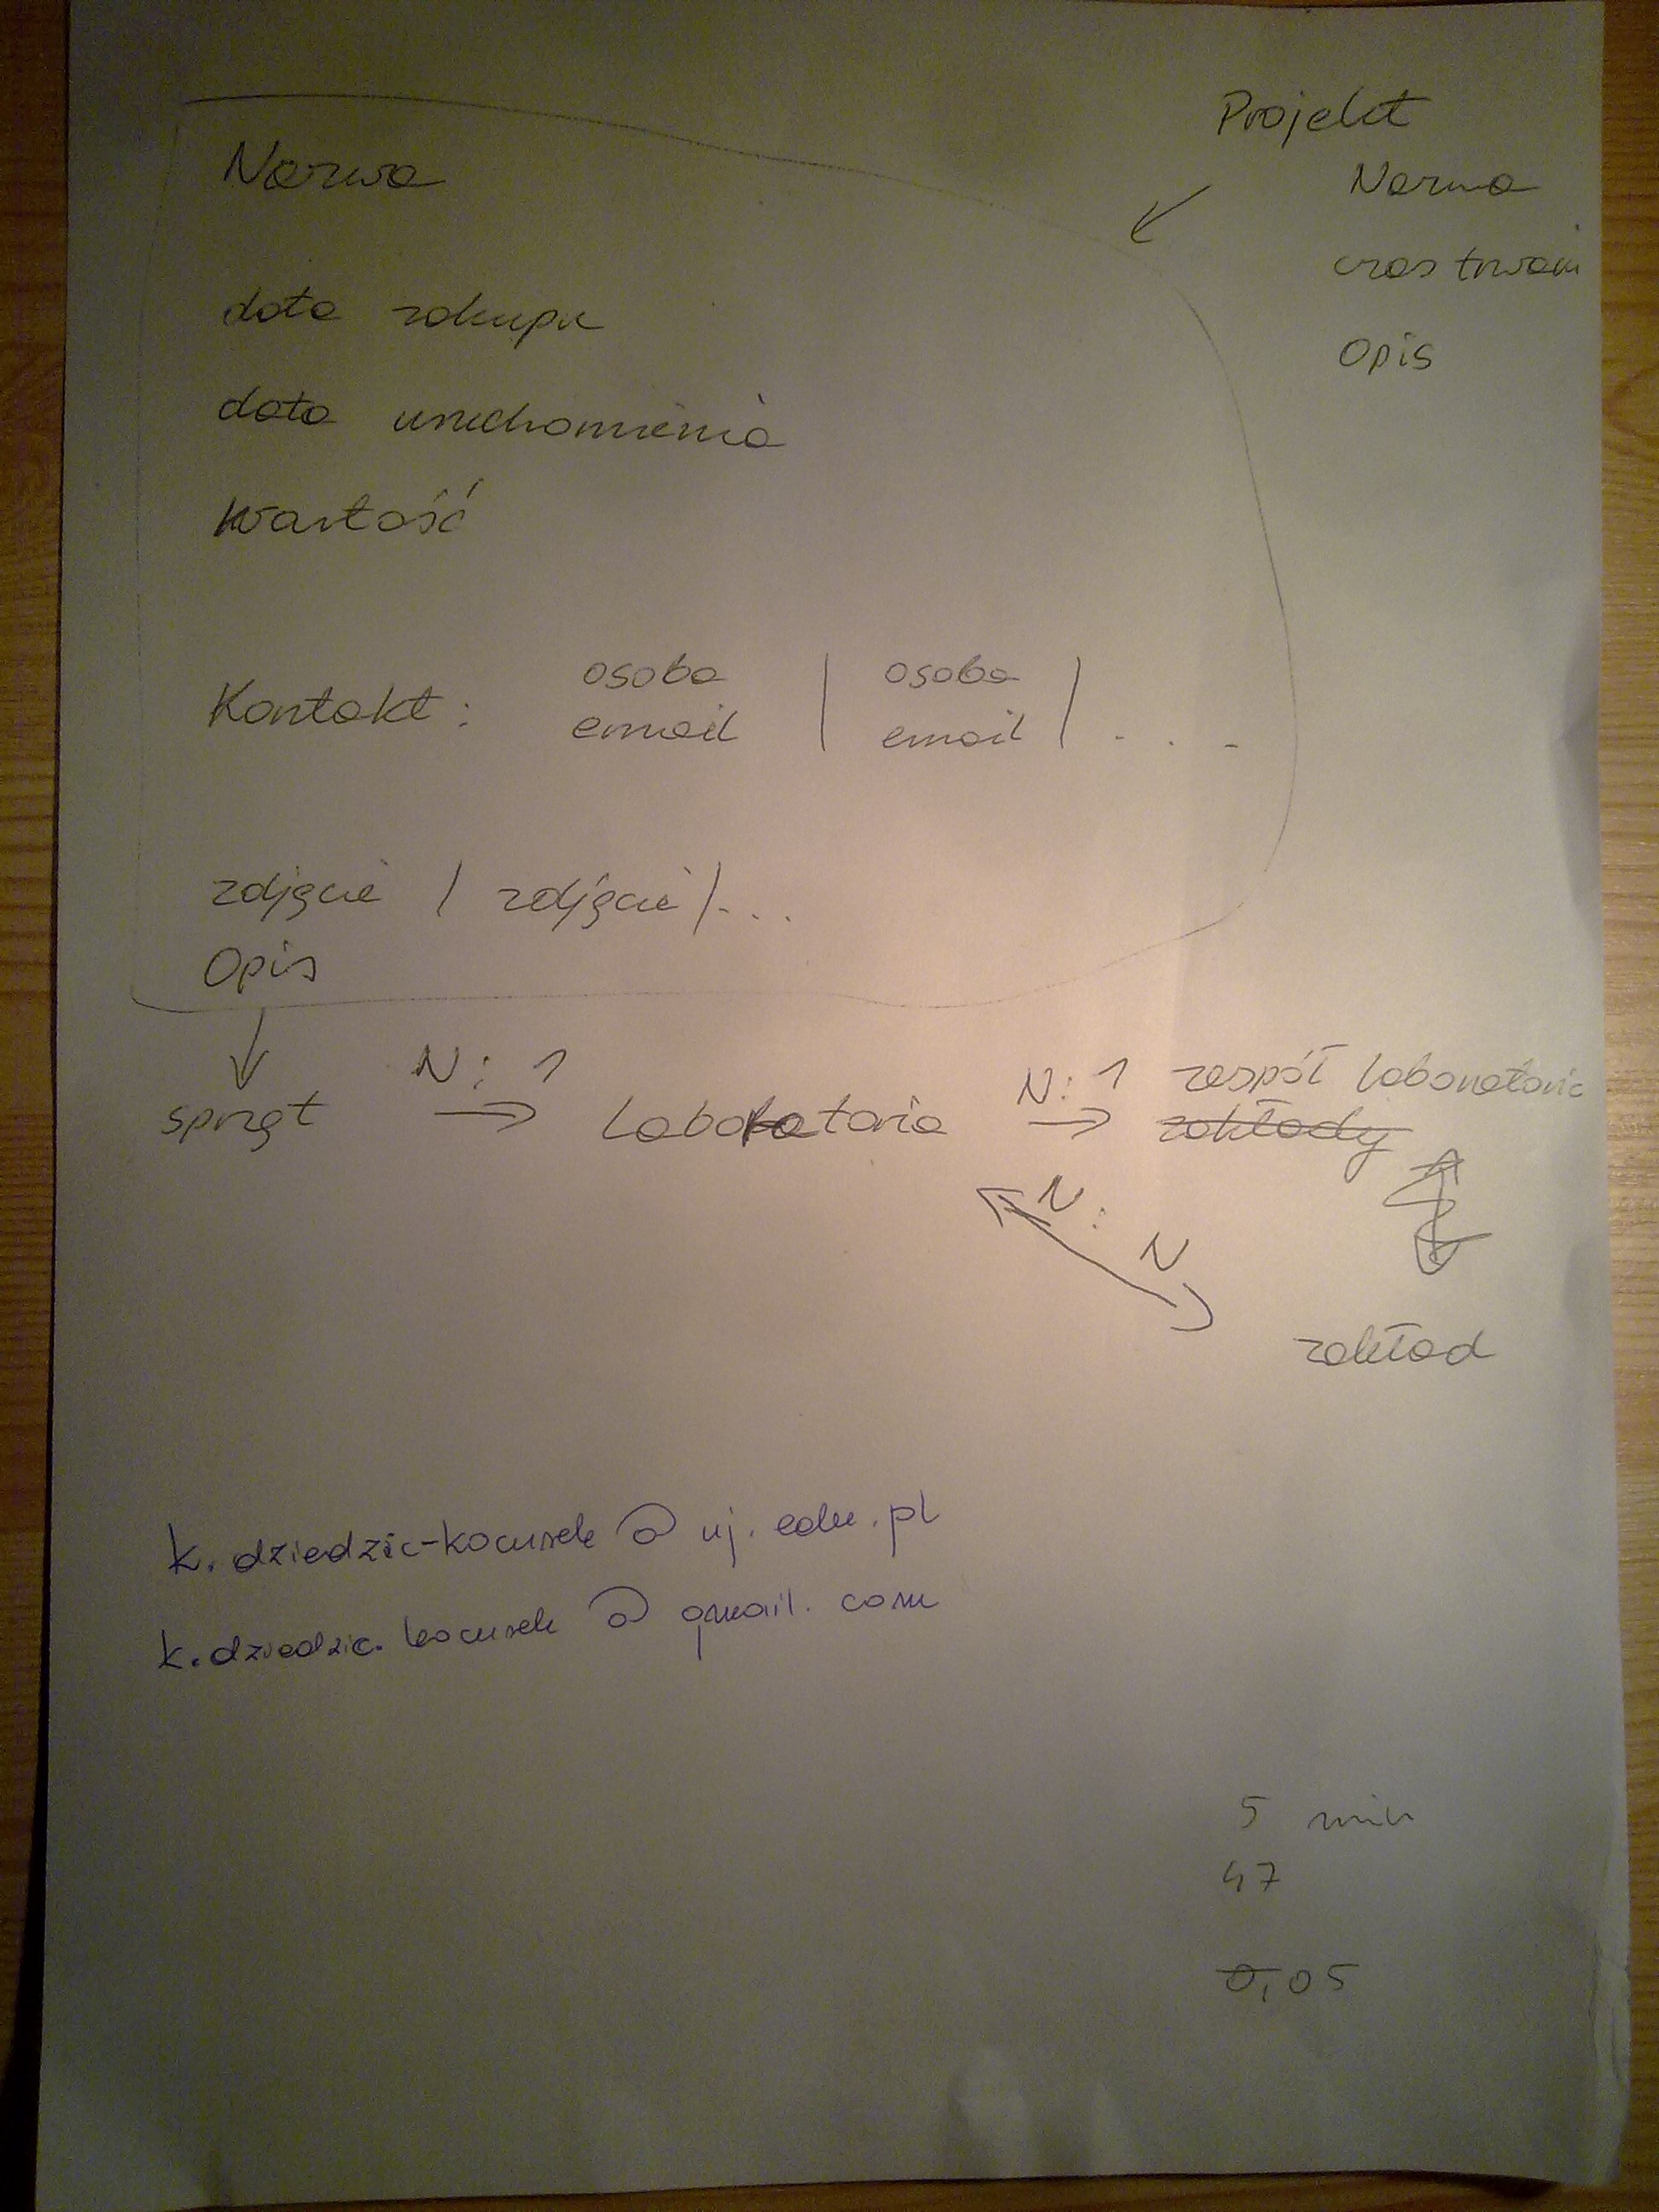 Projekt
Nazwa
czas trwani
Opis
Nazwa
data zakupu
data uruchomienia
wartość
Kontakt: osoba | osoba |
email | email | . . .
zdjęcie | zdjęcie | . . .
Opis
N:1 N:1 zespół laboratoria
sprzęt → Laboratoria → zakłady
N:N
zakład
k.dziedzic-kocurek@uj.edu.pl
k.dziedzic.kocurek@gmail.com
5 min
47
0,05